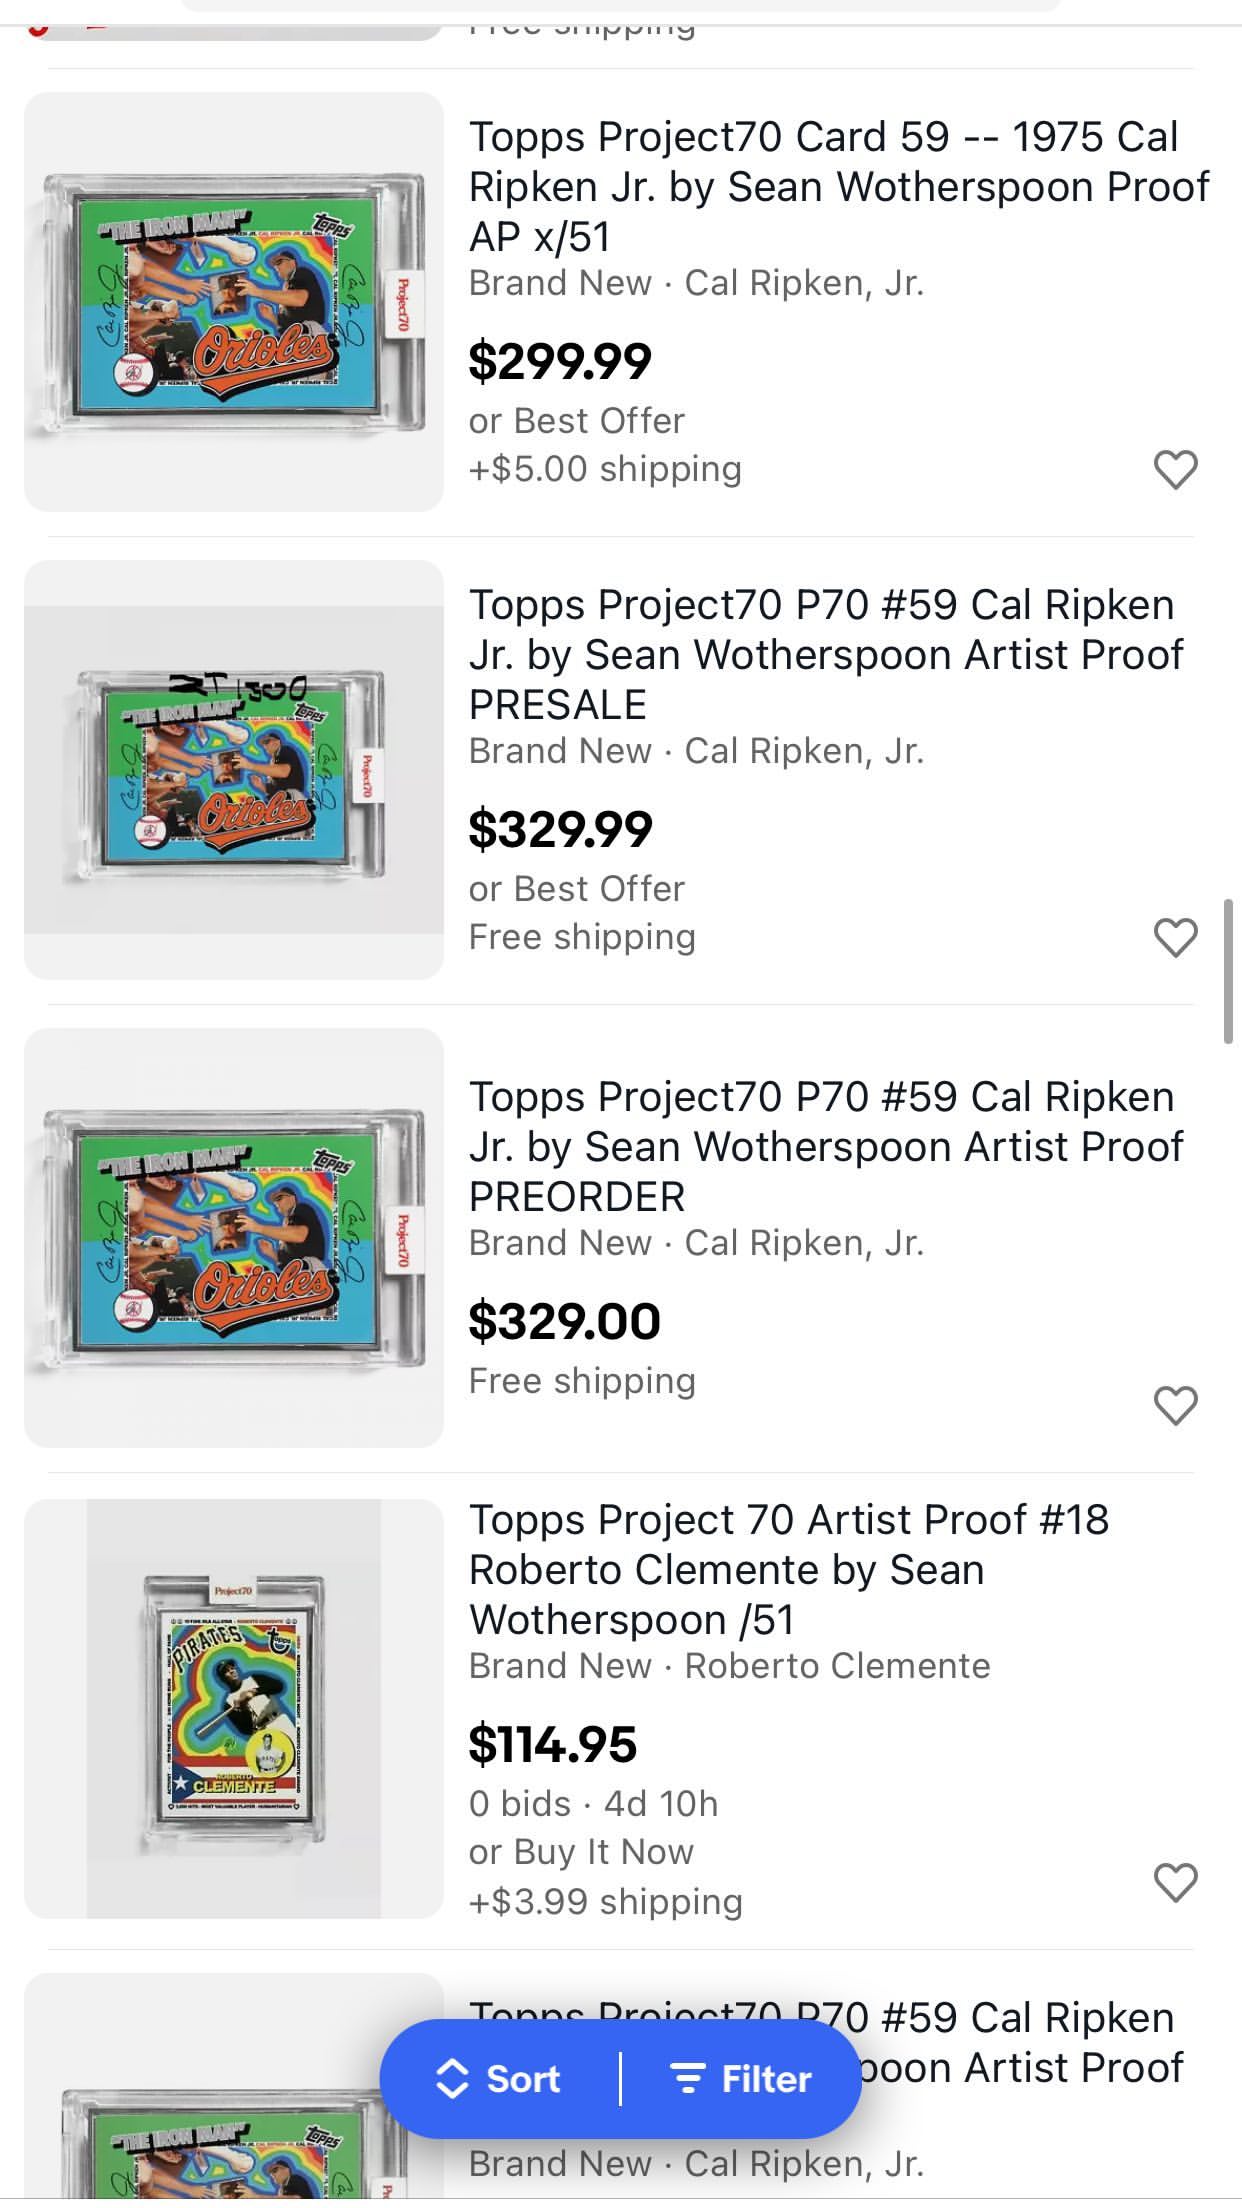 Free shipping
Topps Project70 Card 59 -- 1975 Cal
Ripken Jr. by Sean Wotherspoon Proof
AP x/51
Brand New · Cal Ripken, Jr.
$299.99
or Best Offer
+$5.00 shipping
"THE IRON MAN"
Topps
Orioles
Project70
Topps Project70 P70 #59 Cal Ripken
Jr. by Sean Wotherspoon Artist Proof
PRESALE
Brand New · Cal Ripken, Jr.
$329.99
or Best Offer
Free shipping
"THE IRON MAN"
Topps
Orioles
Project70
Topps Project70 P70 #59 Cal Ripken
Jr. by Sean Wotherspoon Artist Proof
PREORDER
Brand New · Cal Ripken, Jr.
$329.00
Free shipping
"THE IRON MAN"
Topps
Orioles
Project70
Topps Project 70 Artist Proof #18
Roberto Clemente by Sean
Wotherspoon /51
Brand New · Roberto Clemente
$114.95
0 bids · 4d 10h
or Buy It Now
+$3.99 shipping
Project70
PIRATES
Topps
ROBERTO
CLEMENTE
Topps Project70 P70 #59 Cal Ripken
poon Artist Proof
Brand New · Cal Ripken, Jr.
"THE IRON MAN"
Topps
Sort
Filter